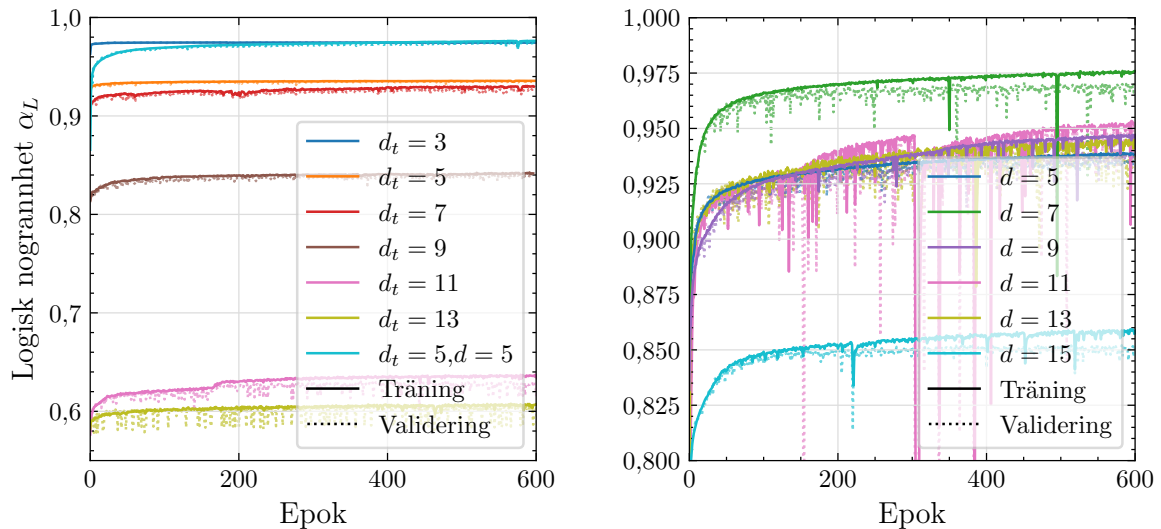 Logisk nogrannhet α_L
1,0
0,9
0,8
0,7
0,6
0
200
400
600
Epok
d_t = 3
d_t = 5
d_t = 7
d_t = 9
d_t = 11
d_t = 13
d_t = 5,d = 5
Träning
Validering
1,000
0,975
0,950
0,925
0,900
0,875
0,850
0,825
0,800
0
200
400
600
Epok
d = 5
d = 7
d = 9
d = 11
d = 13
d = 15
Träning
Validering